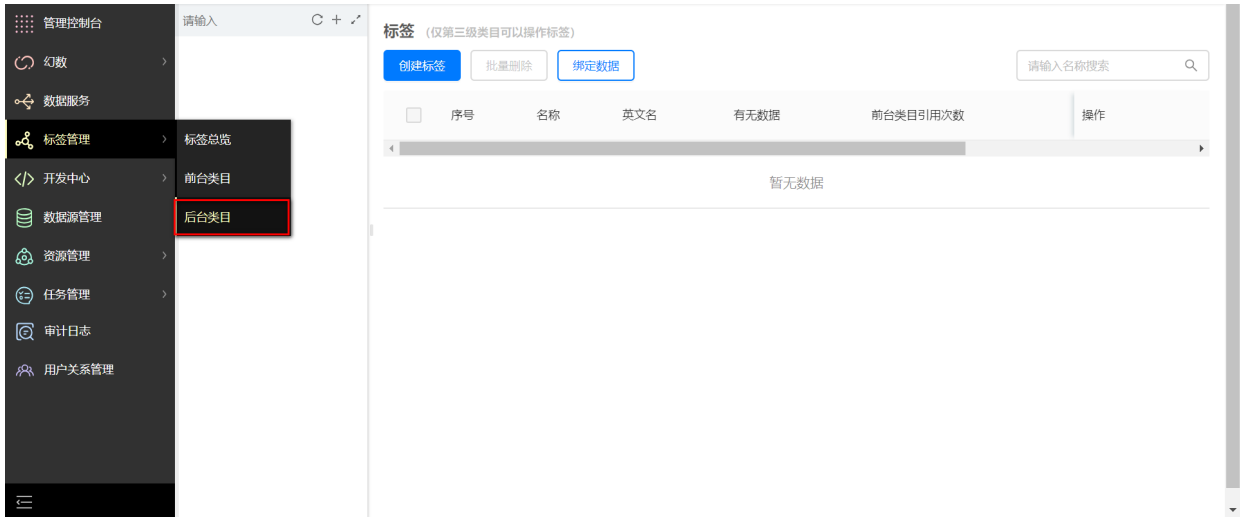 管理控制台
幻数
数据服务
标签管理
开发中心
数据源管理
资源管理
任务管理
审计日志
用户关系管理
标签总览
前台类目
后台类目
请输入
标签 (仅第三级类目可以操作标签)
创建标签 批量删除 绑定数据 请输入名称搜索
序号 名称 英文名 有无数据 前台类目引用次数 操作
暂无数据